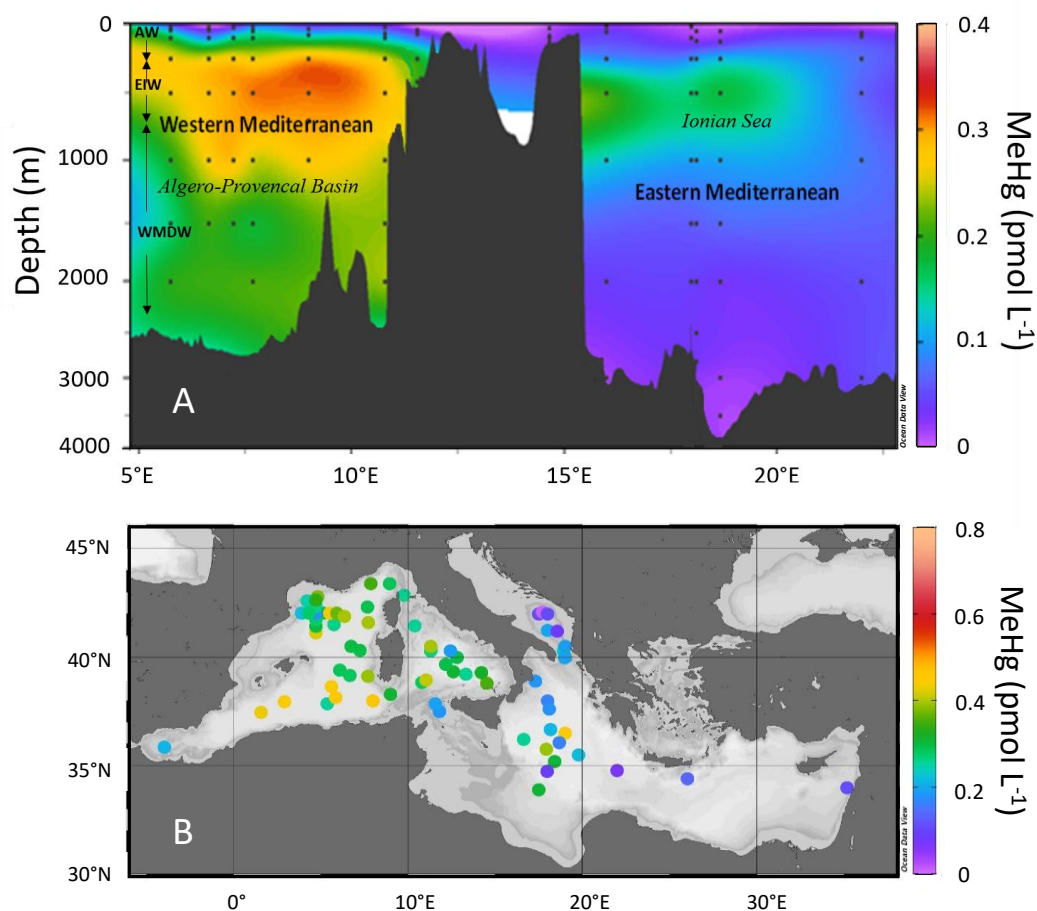 0
AW
EIW
Western Mediterranean
Ionian Sea
1000
Algero-Provencal Basin
Eastern Mediterranean
WMDW
2000
3000
4000
Depth (m)
A
5°E
10°E
15°E
20°E
Ocean Data View
0.4
0.3
0.2
0.1
0
MeHg (pmol L-1)
45°N
40°N
35°N
30°N
B
0°
10°E
20°E
30°E
Ocean Data View
0.8
0.6
0.4
0.2
0
MeHg (pmol L-1)